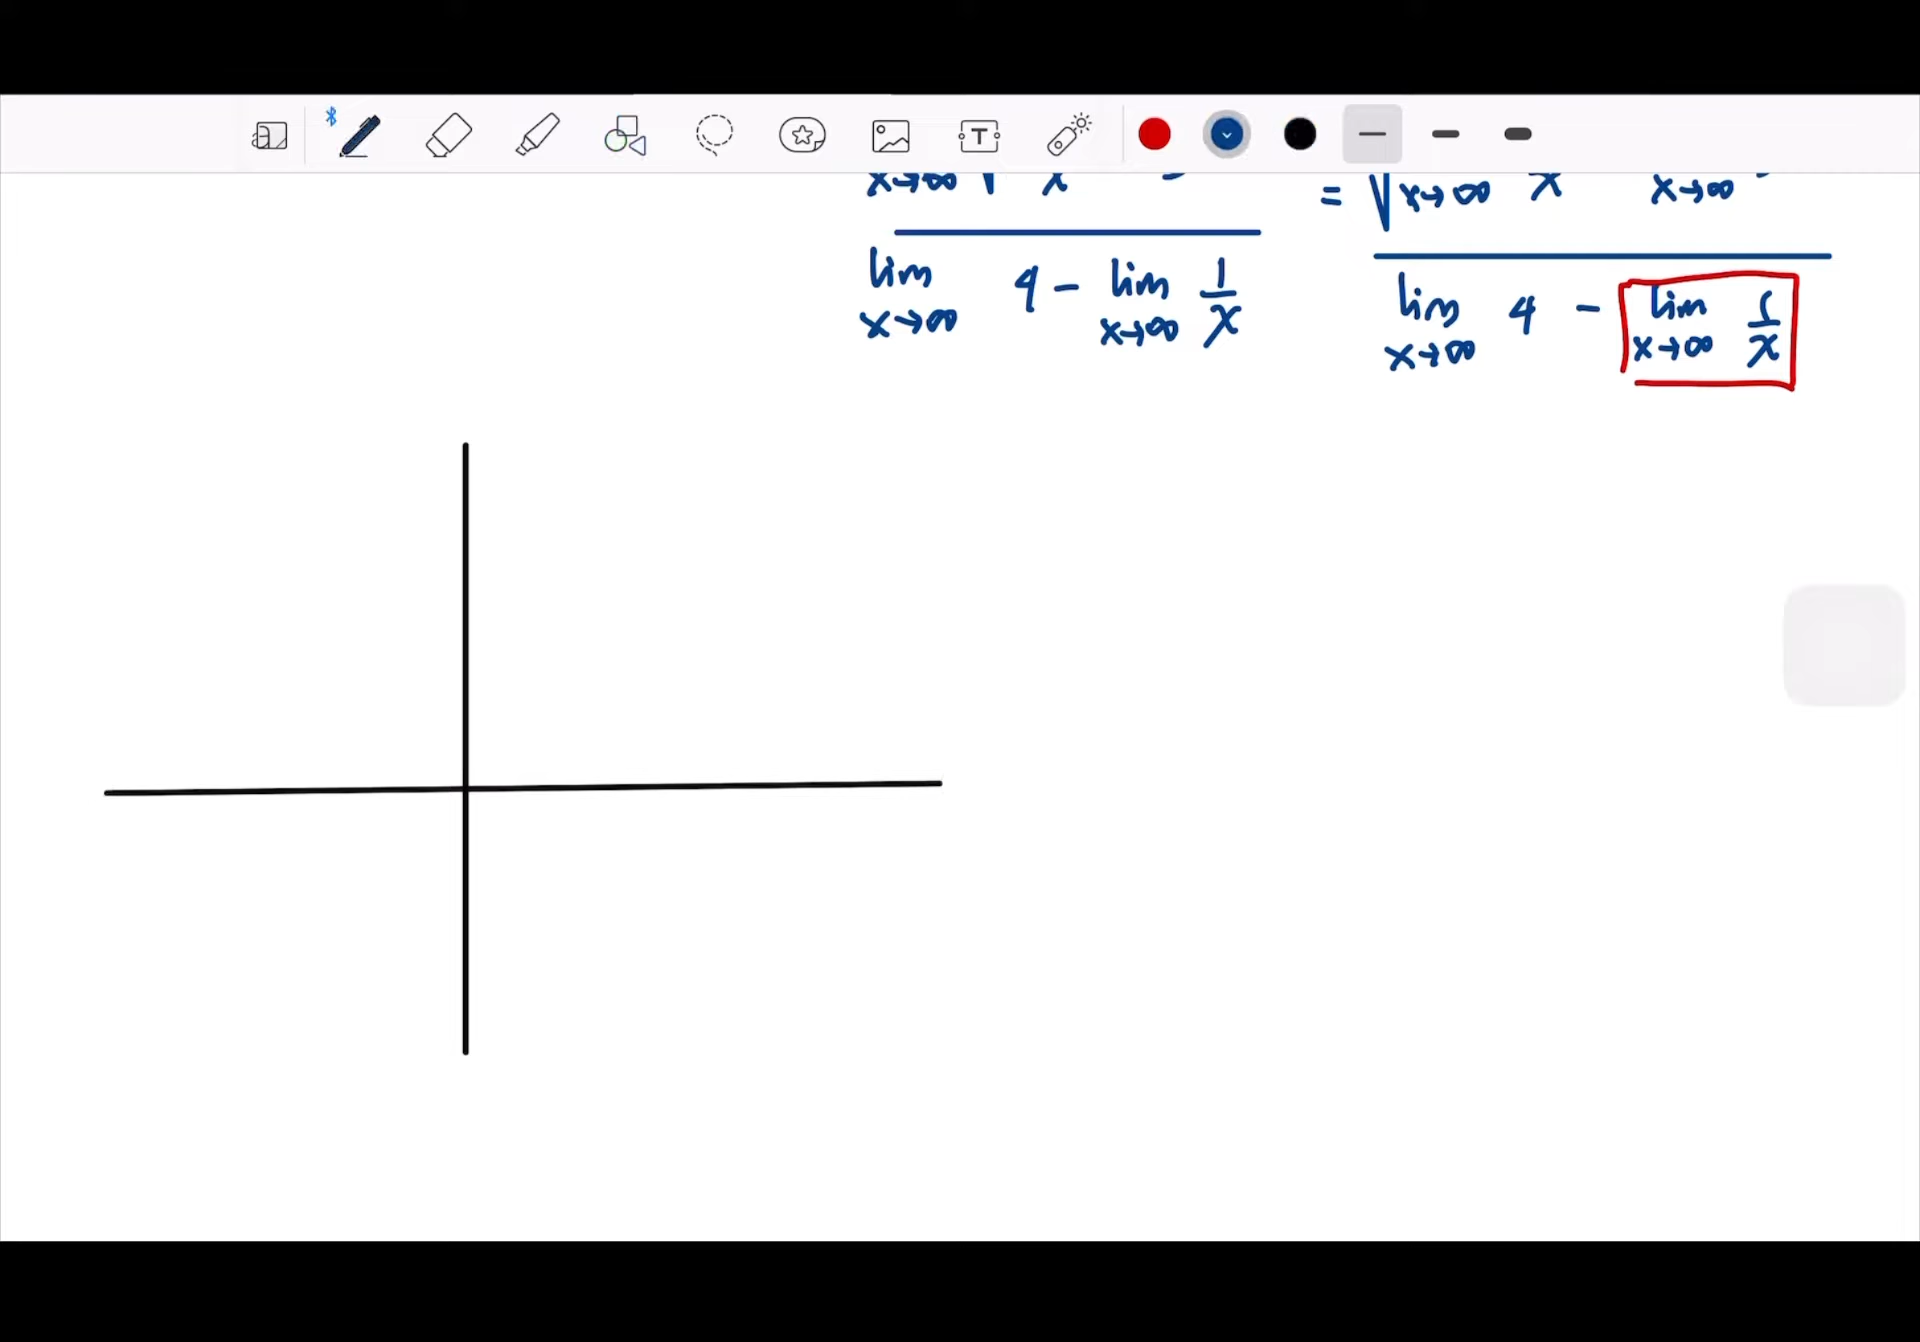 x→∞ √ x = √ x→∞ x x→∞
lim 4 - lim 1/x
x→∞ x→∞
lim 4 - lim 1/x
x→∞ x→∞